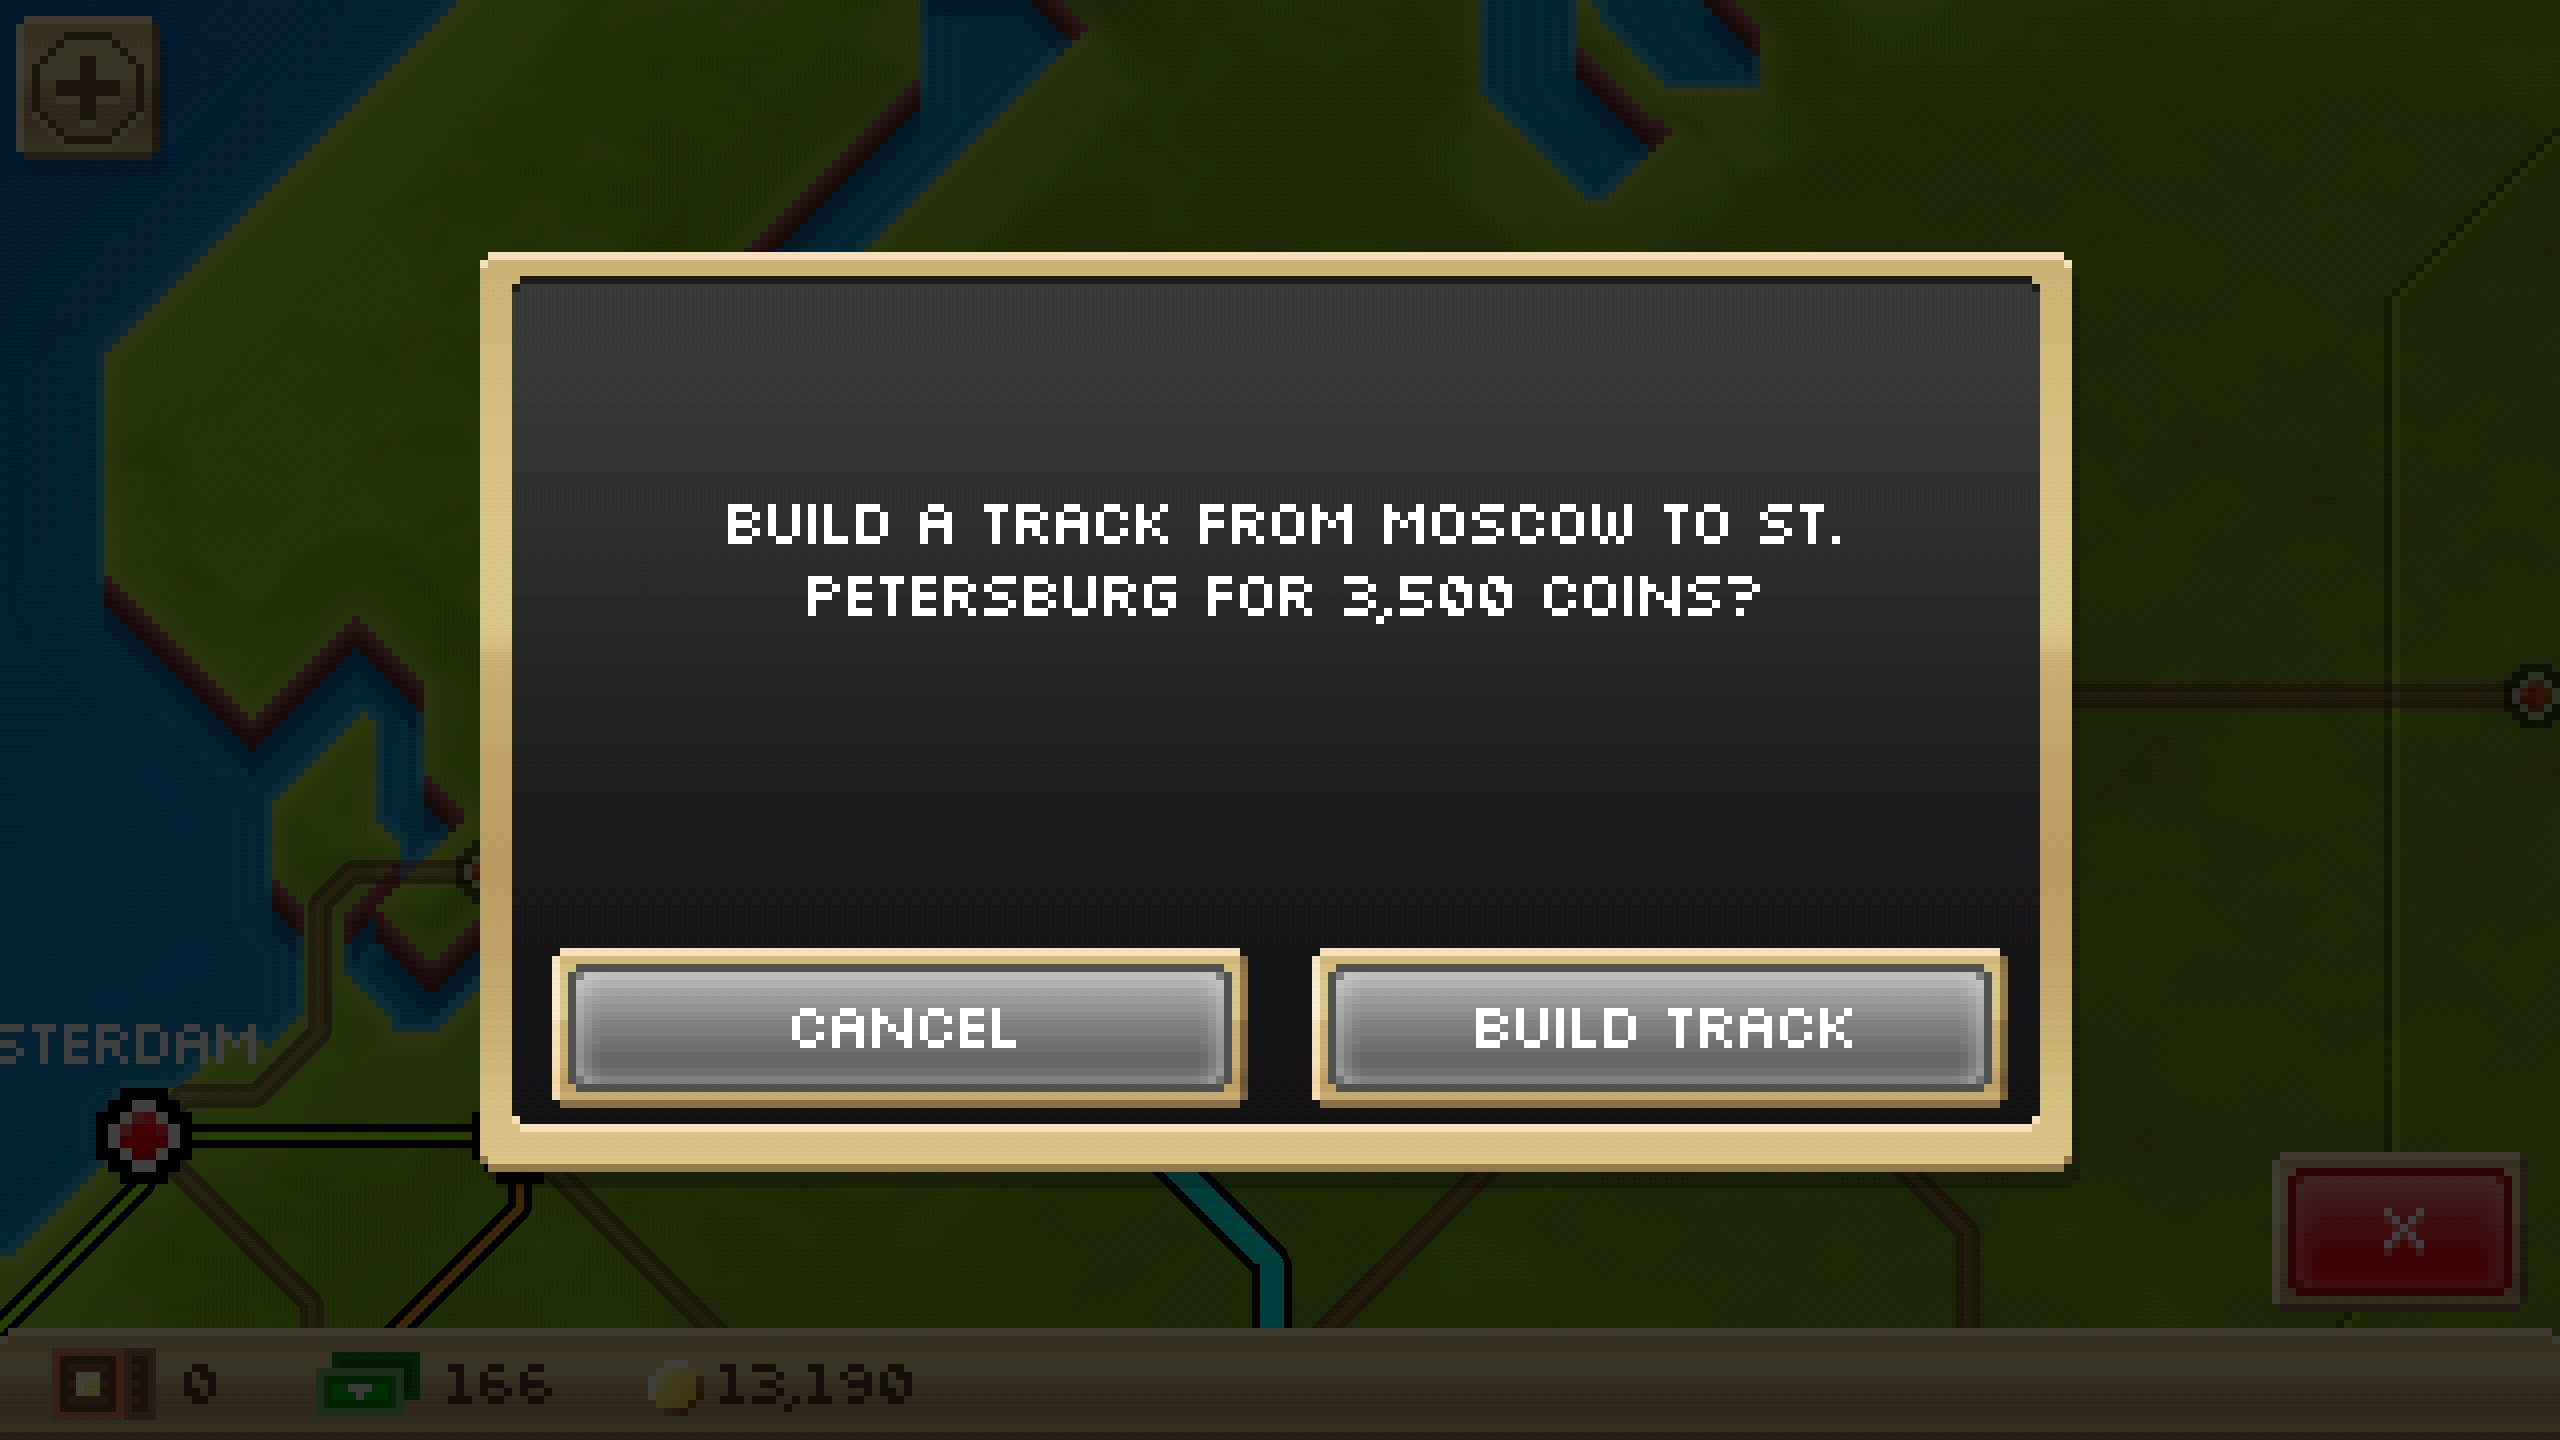 BUILD A TRACK FROM MOSCOW TO ST.
PETERSBURG FOR 3,500 COINS?
CANCEL
BUILD TRACK
STERDAM
X
0
166
13,190